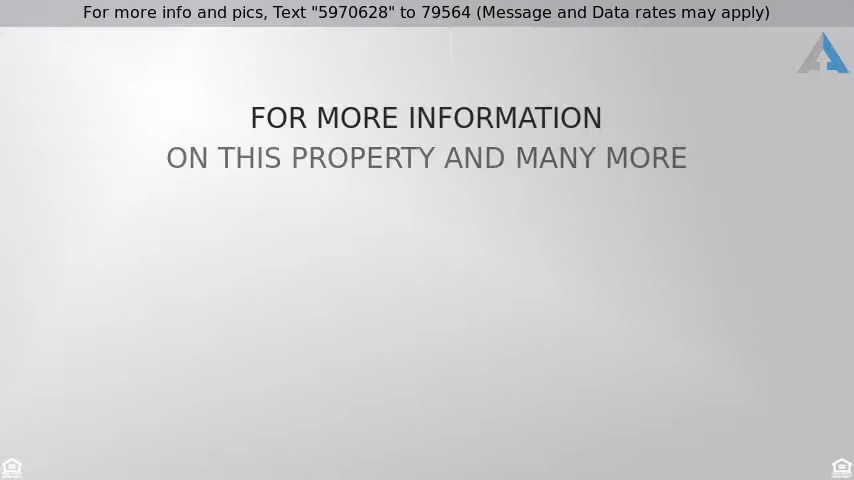 For more info and pics, Text "5970628" to 79564 (Message and Data rates may apply)
FOR MORE INFORMATION
ON THIS PROPERTY AND MANY MORE